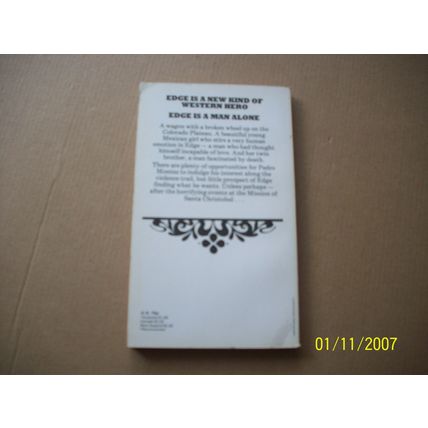 EDGE IS A NEW KIND OF
WESTERN HERO
EDGE IS A MAN ALONE
A wagon with a broken wheel up on the
Colorado Plateau. A beautiful young
Mexican girl who stirs a very human
emotion in Edge — a man who had thought
himself incapable of love. And her twin
brother, a man fascinated by death.
There are plenty of opportunities for Pedro
to indulge his interest along the
violence trail, but little prospect of Edge
finding what he wants. Unless perhaps —
after the horrifying events at the Mission of
Santa Christobal . . .
U.K. 75p
01/11/2007